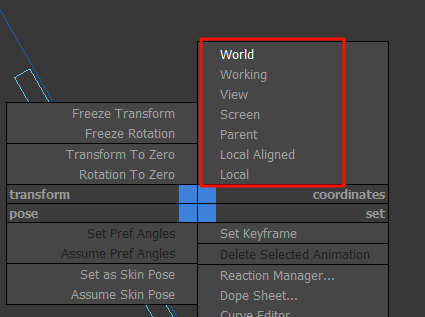 World
Working
View
Screen
Parent
Local Aligned
Local
Freeze Transform
Freeze Rotation
Transform To Zero
Rotation To Zero
transform
coordinates
pose
set
Set Pref Angles
Assume Pref Angles
Set as Skin Pose
Assume Skin Pose
Set Keyframe
Delete Selected Animation
Reaction Manager...
Dope Sheet...
Curve Editor